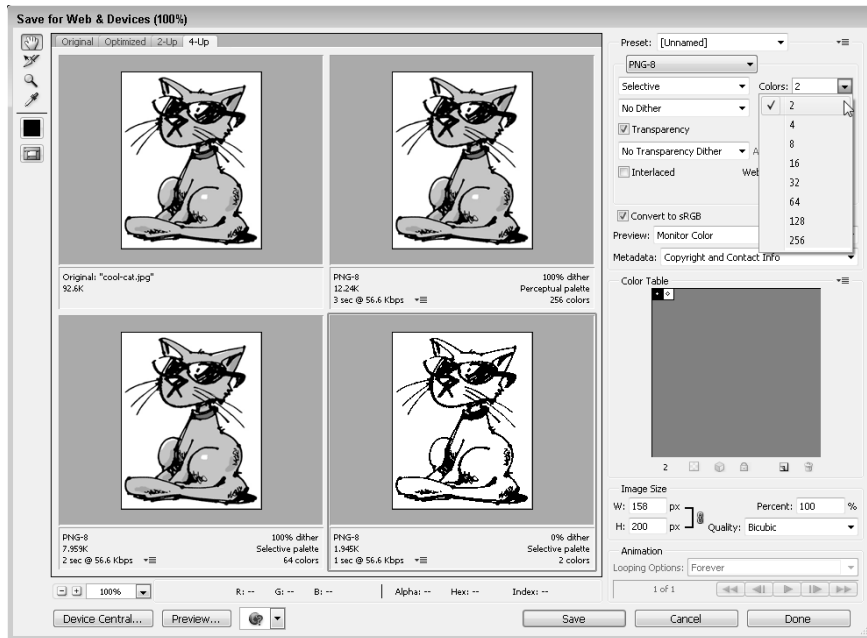 Save for Web & Devices (100%)
Original Optimized 2-Up 4-Up
Original: "cool-cat.jpg"
92.6K
PNG-8 100% dither
12.24K Perceptual palette
3 sec @ 56.6 Kbps 256 colors
PNG-8 100% dither
7.959K Selective palette
2 sec @ 56.6 Kbps 64 colors
PNG-8 0% dither
1.945K Selective palette
1 sec @ 56.6 Kbps 2 colors
100% R: -- G: -- B: -- Alpha: -- Hex: -- Index: --
Device Central... Preview... Save Cancel Done
Preset: [Unnamed]
PNG-8
Selective Colors: 2
No Dither
Transparency
No Transparency Dither A
Interlaced Web
2
4
8
16
32
64
128
256
Convert to sRGB
Preview: Monitor Color
Metadata: Copyright and Contact Info
Color Table
2
Image Size
W: 158 px Percent: 100 %
H: 200 px Quality: Bicubic
Animation
Looping Options: Forever
1 of 1